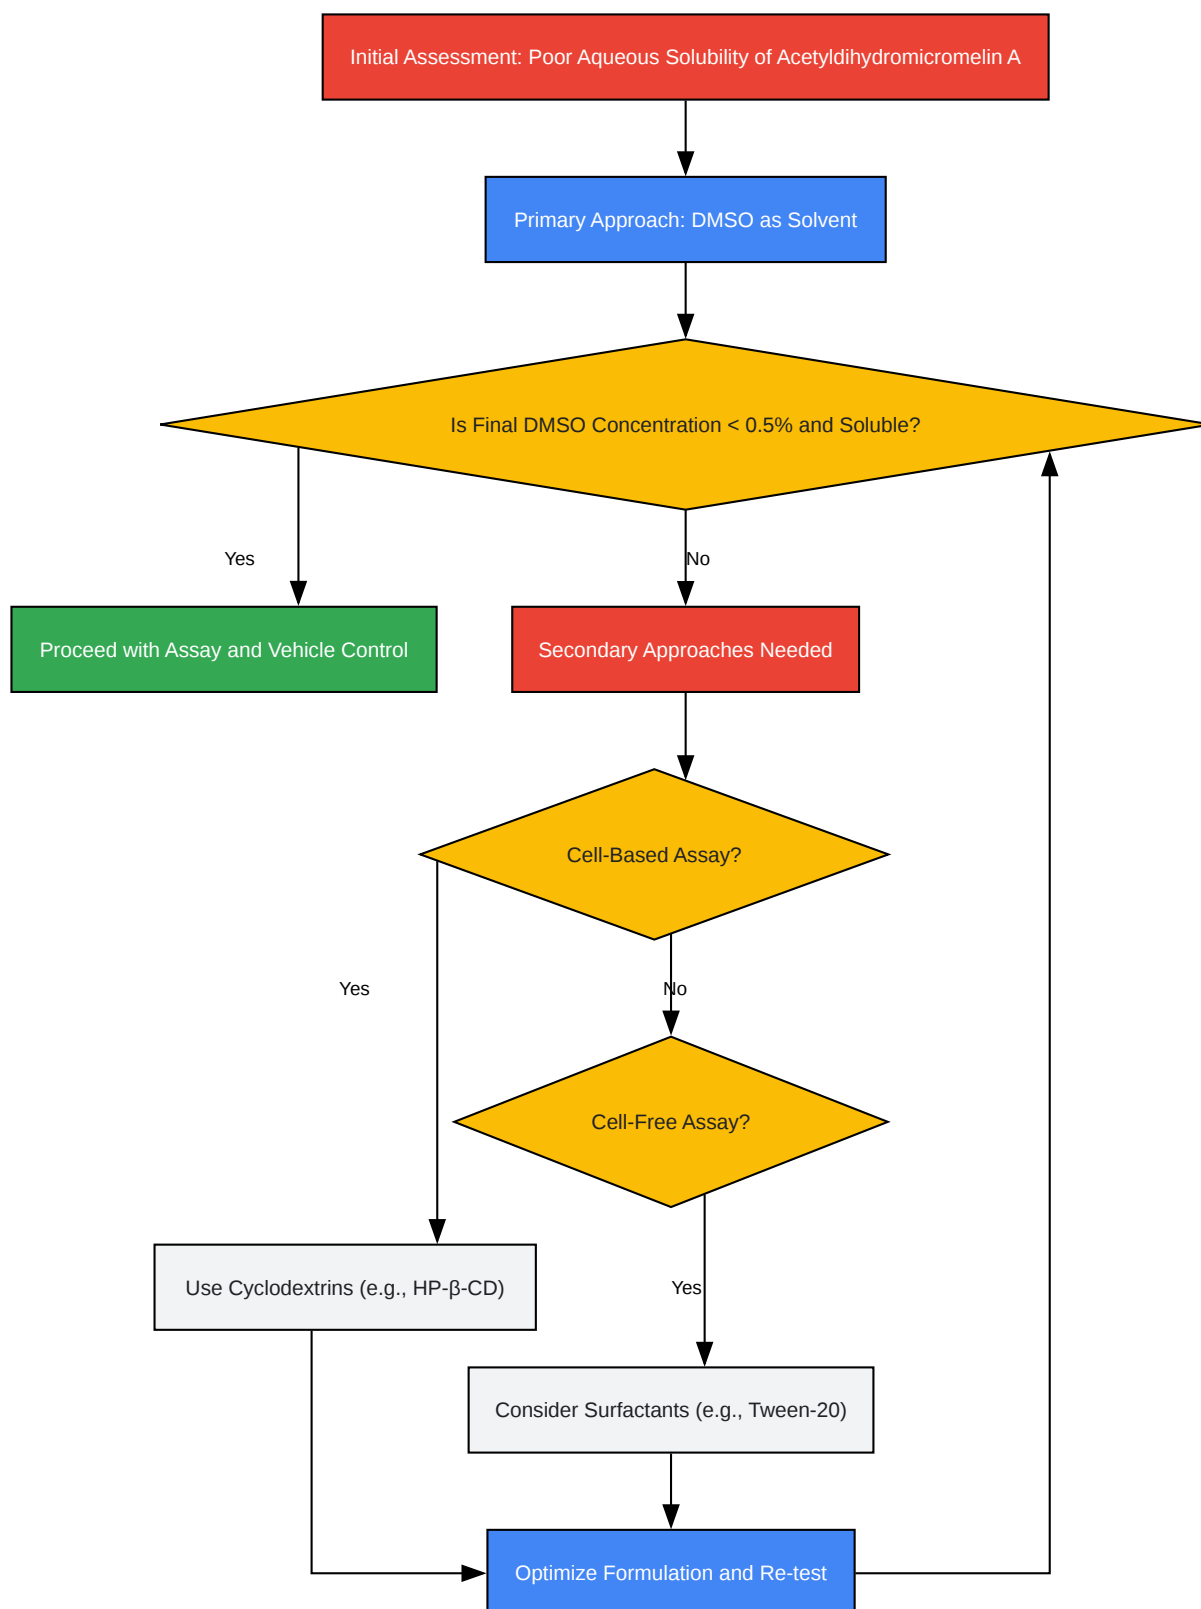 Initial Assessment: Poor Aqueous Solubility of Acetyldihydromicromelin A
Primary Approach: DMSO as Solvent
Is Final DMSO Concentration < 0.5% and Soluble?
Yes
No
Proceed with Assay and Vehicle Control
Secondary Approaches Needed
Cell-Based Assay?
Yes
No
Cell-Free Assay?
Use Cyclodextrins (e.g., HP-β-CD)
Yes
Consider Surfactants (e.g., Tween-20)
Optimize Formulation and Re-test